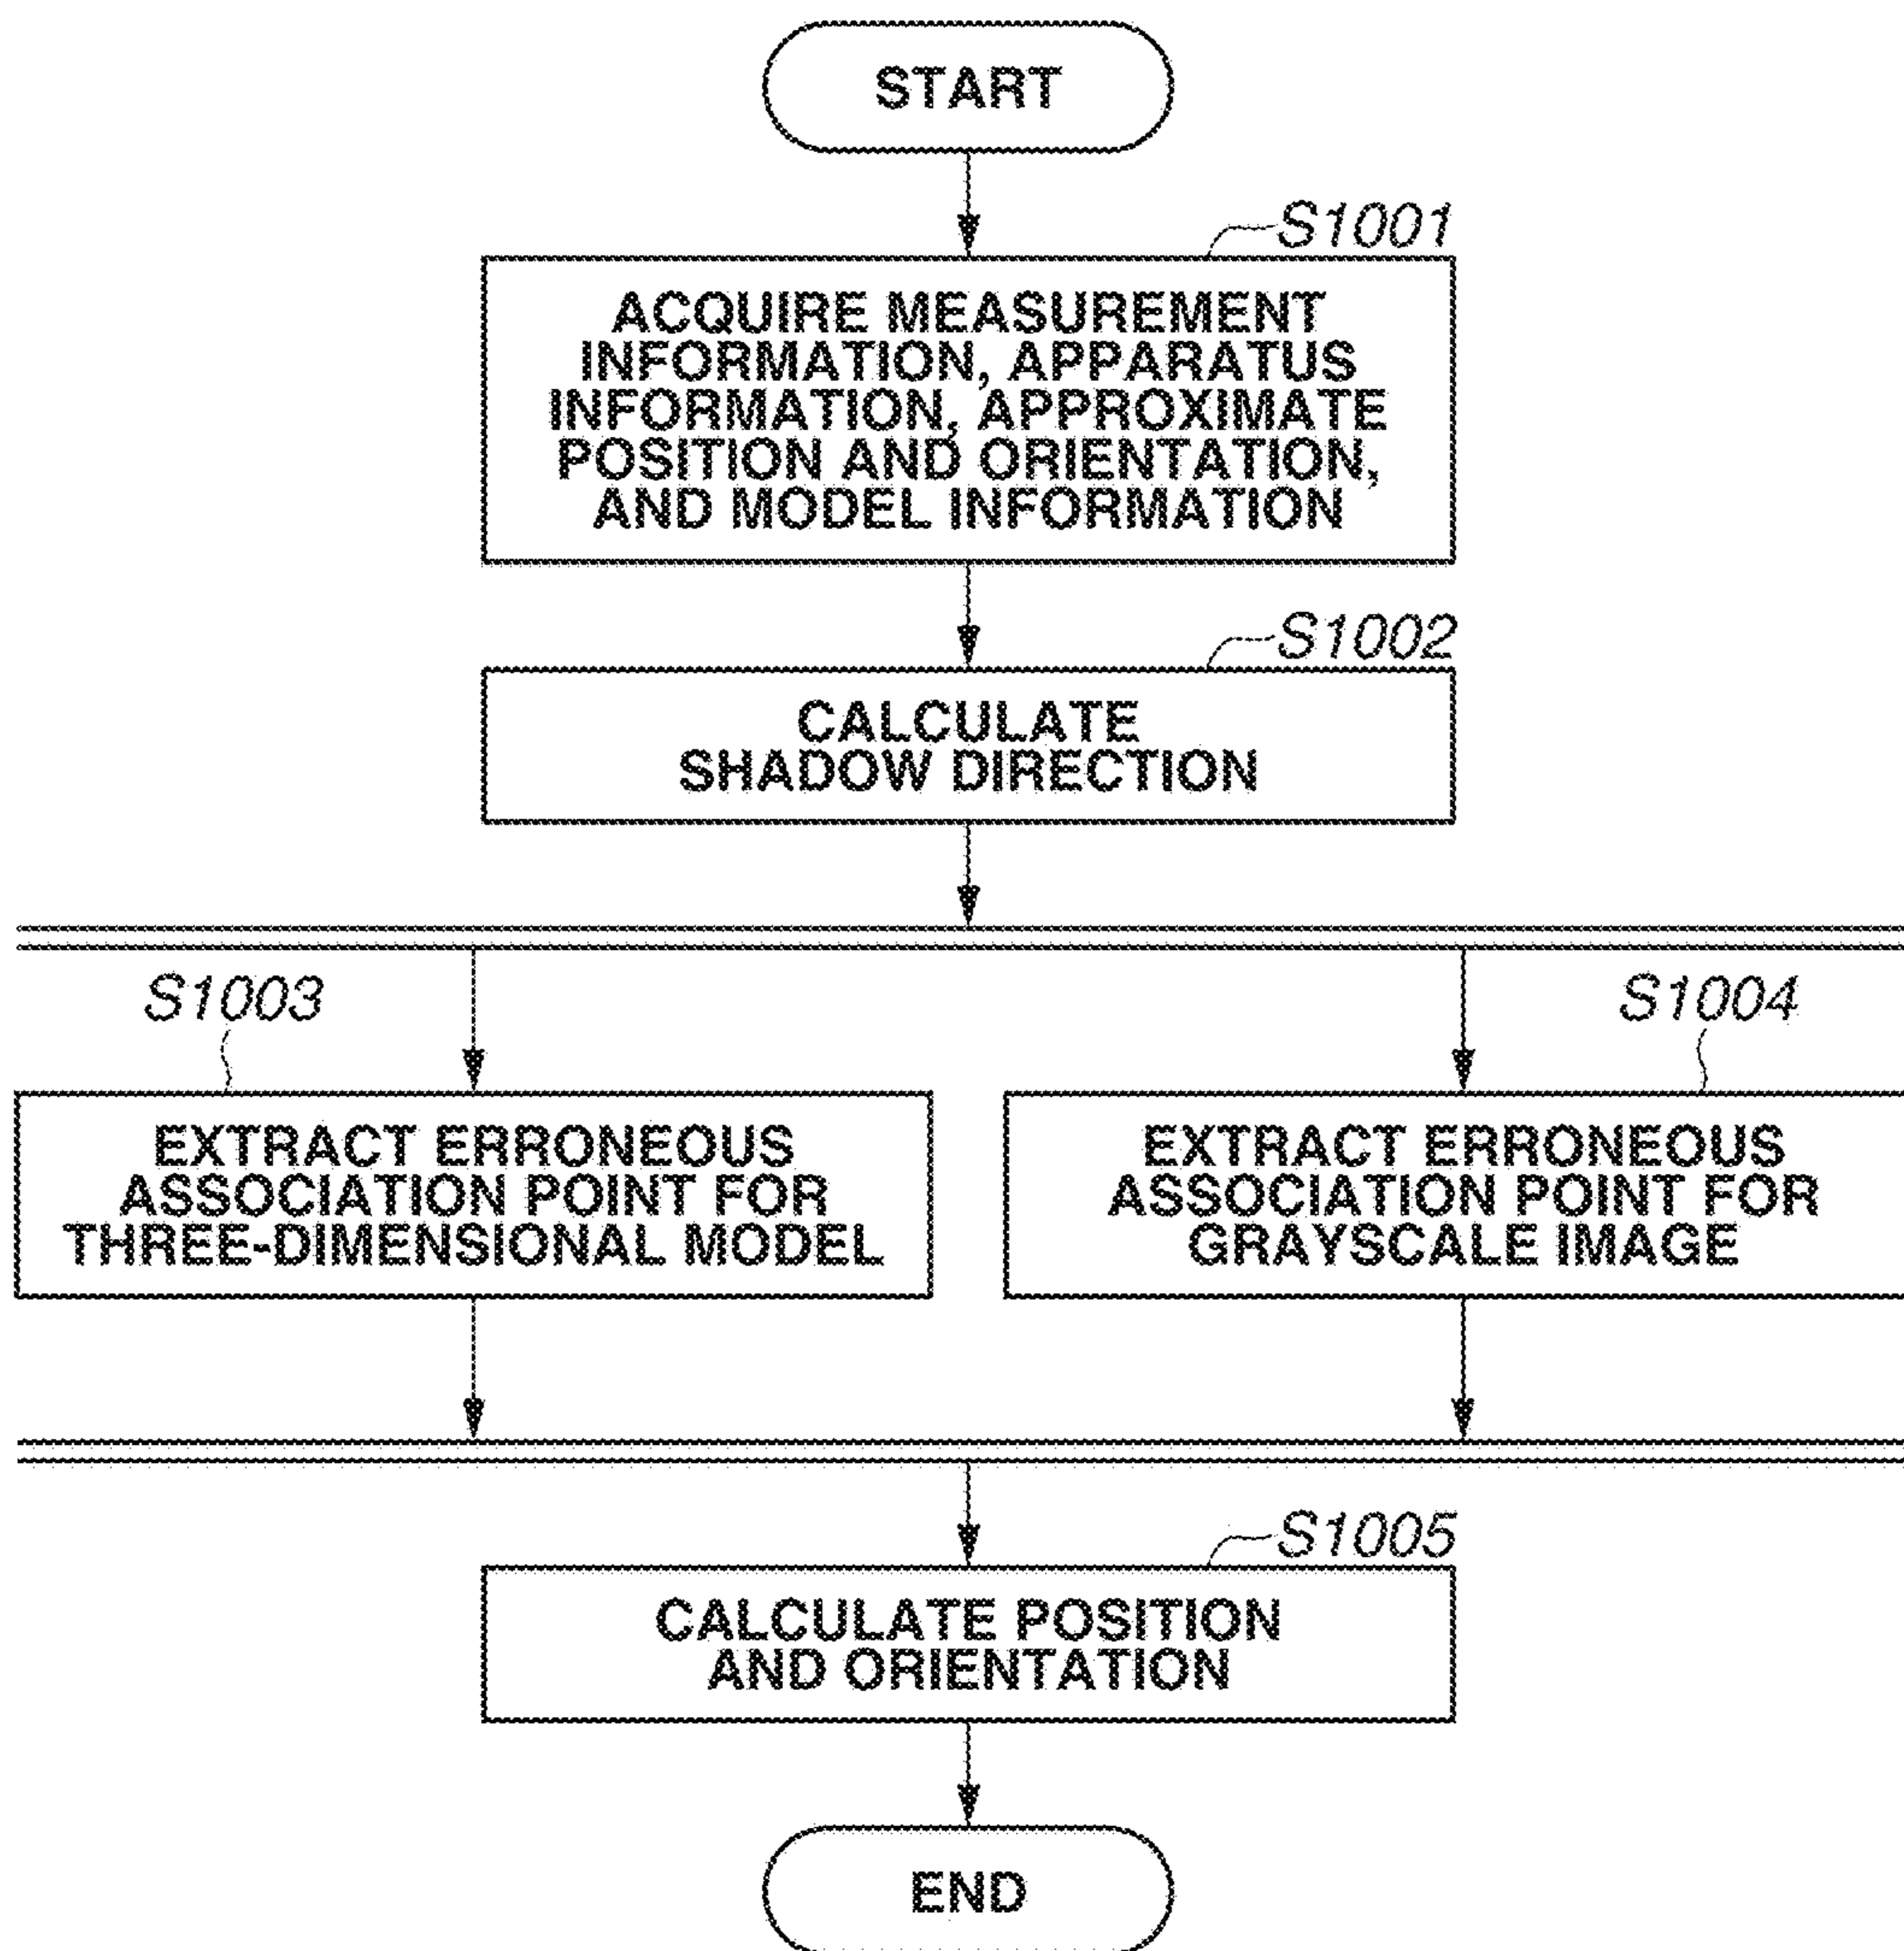 START
S1001
ACQUIRE MEASUREMENT
INFORMATION, APPARATUS
INFORMATION, APPROXIMATE
POSITION AND ORIENTATION,
AND MODEL INFORMATION
S1002
CALCULATE
SHADOW DIRECTION
S1003
EXTRACT ERRONEOUS
ASSOCIATION POINT FOR
THREE-DIMENSIONAL MODEL
S1004
EXTRACT ERRONEOUS
ASSOCIATION POINT FOR
GRAYSCALE IMAGE
S1005
CALCULATE POSITION
AND ORIENTATION
END